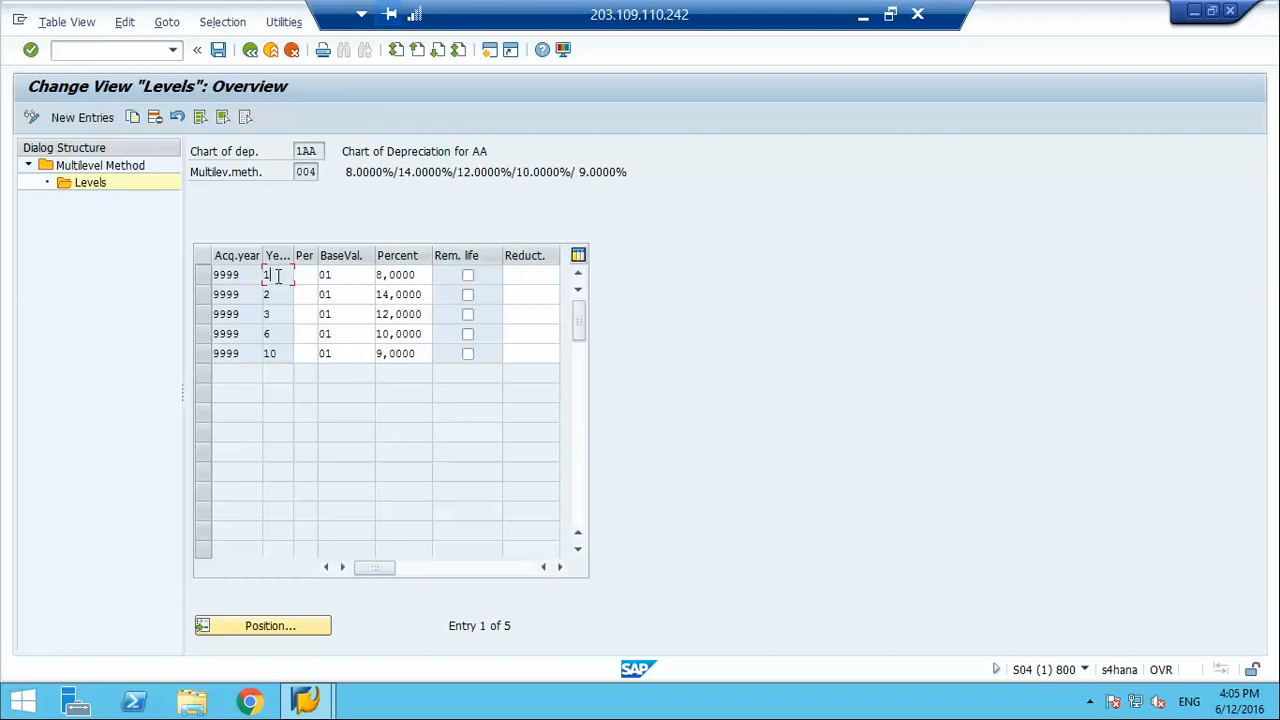 203.109.110.242
Table View Edit Goto Selection Utilities
Change View "Levels": Overview
New Entries
Dialog Structure
Multilevel Method
Levels
Chart of dep. 1AA Chart of Depreciation for AA
Multilev.meth. 004 8.0000%/14.0000%/12.0000%/10.0000%/ 9.0000%
Acq.year Ye... Per BaseVal. Percent Rem. life Reduct.
9999 1 01 8,0000
9999 2 01 14,0000
9999 3 01 12,0000
9999 6 01 10,0000
9999 10 01 9,0000
Position... Entry 1 of 5
SAP
S04 (1) 800 s4hana OVR
ENG
4:05 PM
6/12/2016